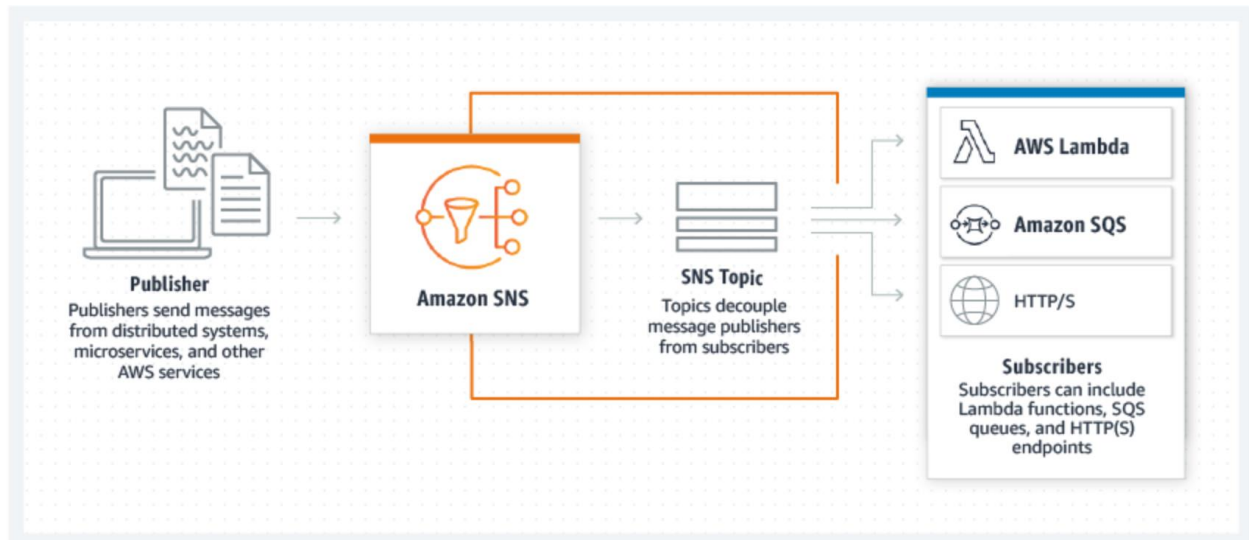 Publisher
Publishers send messages
from distributed systems,
microservices, and other
AWS services
Amazon SNS
SNS Topic
Topics decouple
message publishers
from subscribers
AWS Lambda
Amazon SQS
HTTP/S
Subscribers
Subscribers can include
Lambda functions, SQS
queues, and HTTP(S)
endpoints